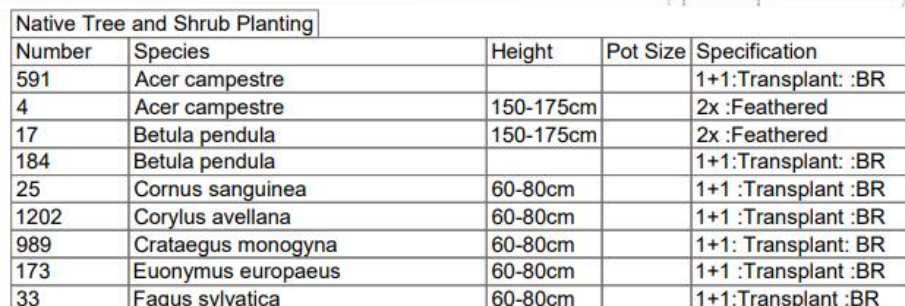 Native Tree and Shrub Planting
Number Species Height Pot Size Specification
591 Acer campestre 1+1:Transplant: :BR
4 Acer campestre 150-175cm 2x :Feathered
17 Betula pendula 150-175cm 2x :Feathered
184 Betula pendula 1+1:Transplant: :BR
25 Cornus sanguinea 60-80cm 1+1 :Transplant :BR
1202 Corylus avellana 60-80cm 1+1 :Transplant :BR
989 Crataegus monogyna 60-80cm 1+1: Transplant: BR
173 Euonymus europaeus 60-80cm 1+1 :Transplant :BR
33 Fagus sylvatica 60-80cm 1+1:Transplant :BR